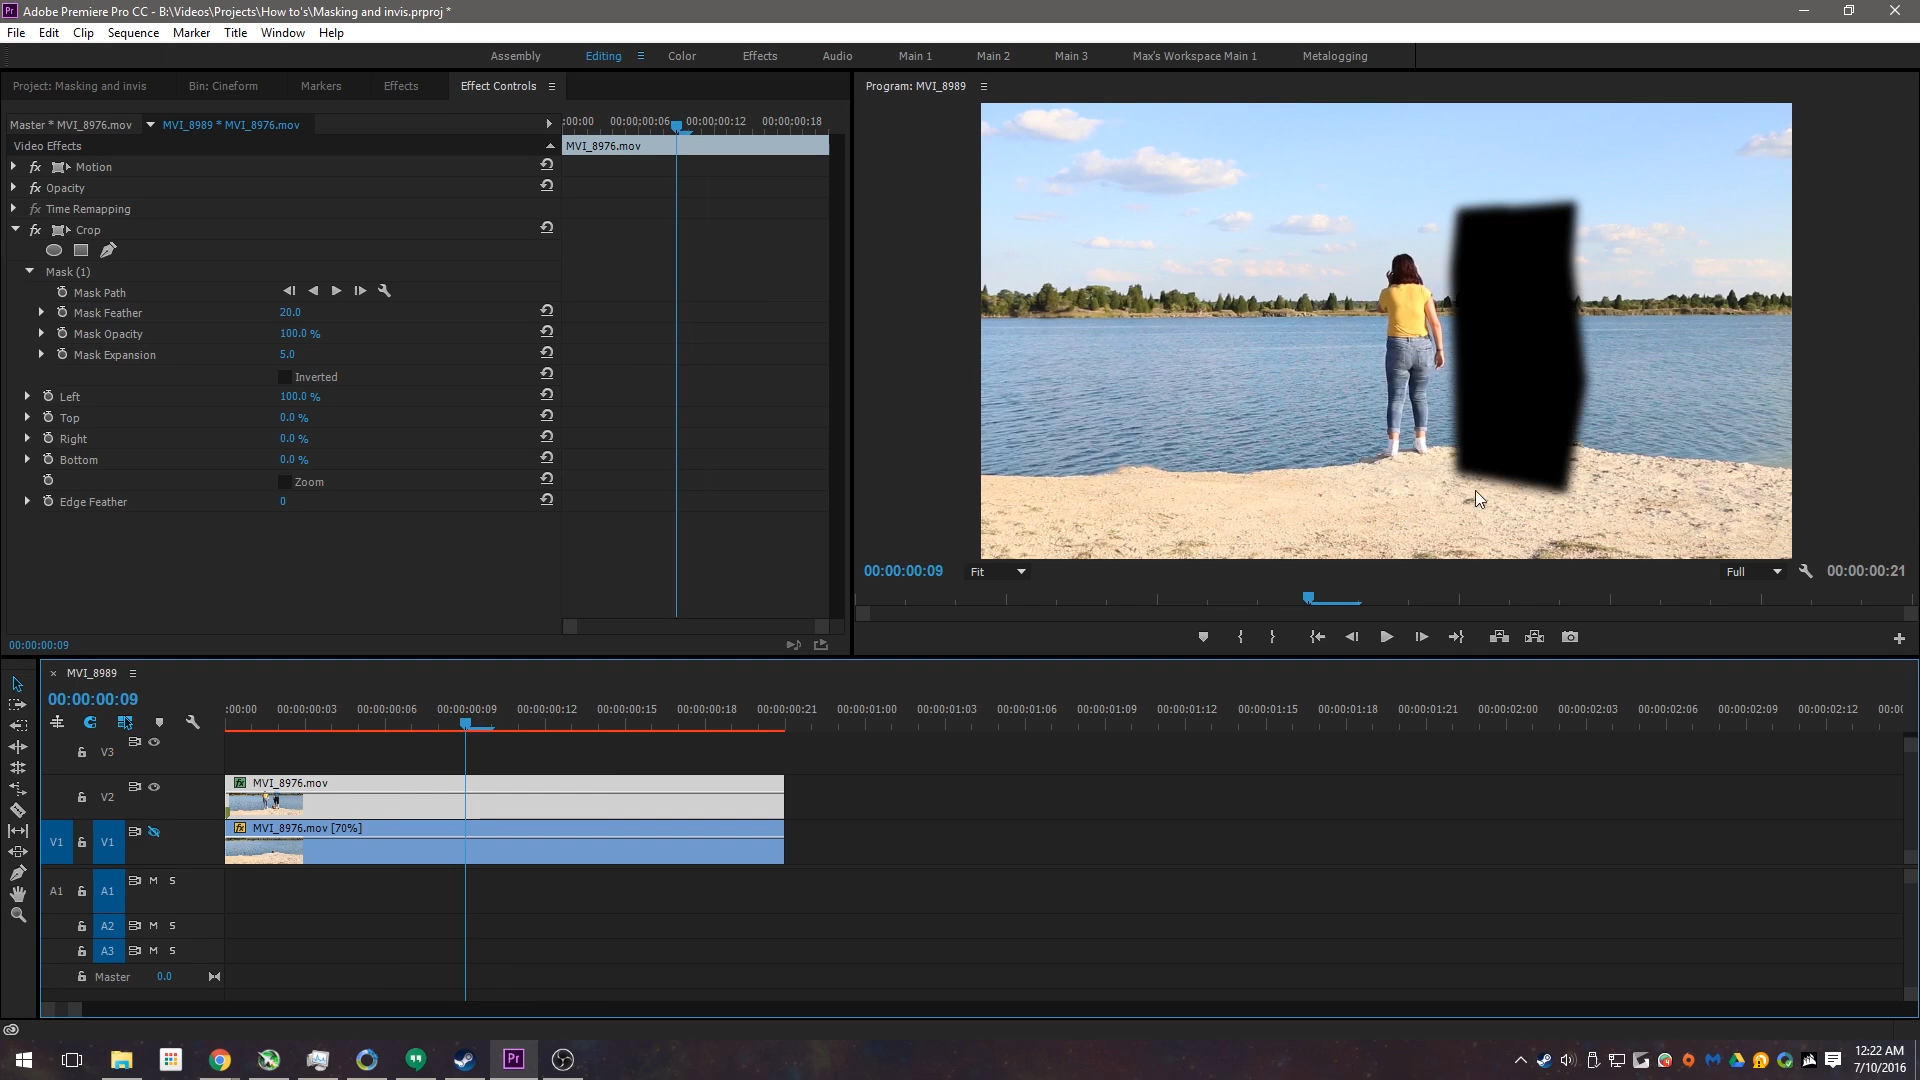 Adobe Premiere Pro CC - B:\Videos\Projects\How to's\Masking and invis.prproj *
File Edit Clip Sequence Marker Title Window Help
Assembly Editing Color Effects Audio Main 1 Main 2 Main 3 Max's Workspace Main 1 Metalogging
Project: Masking and invis Bin: Cineform Markers Effects Effect Controls
Program: MVI_8989
Master * MVI_8976.mov MVI_8989 * MVI_8976.mov
:00:00 00:00:00:06 00:00:00:12 00:00:00:18
Video Effects
MVI_8976.mov
fx Motion
fx Opacity
fx Time Remapping
fx Crop
Mask (1)
Mask Path
Mask Feather 20.0
Mask Opacity 100.0 %
Mask Expansion 5.0
Inverted
Left 100.0 %
Top 0.0 %
Right 0.0 %
Bottom 0.0 %
Zoom
Edge Feather 0
00:00:00:09 Fit Full 00:00:00:21
00:00:00:09
MVI_8989
00:00:00:09
:00:00 00:00:00:03 00:00:00:06 00:00:00:09 00:00:00:12 00:00:00:15 00:00:00:18 00:00:00:21 00:00:01:00 00:00:01:03 00:00:01:06 00:00:01:09 00:00:01:12 00:00:01:15 00:00:01:18 00:00:01:21 00:00:02:00 00:00:02:03 00:00:02:06 00:00:02:09 00:00:02:12 00:00
V3
V2 fx MVI_8976.mov
V1 V1 fx MVI_8976.mov [70%]
A1 A1 M S
A2 M S
A3 M S
Master 0.0
Pr
12:22 AM
7/10/2016